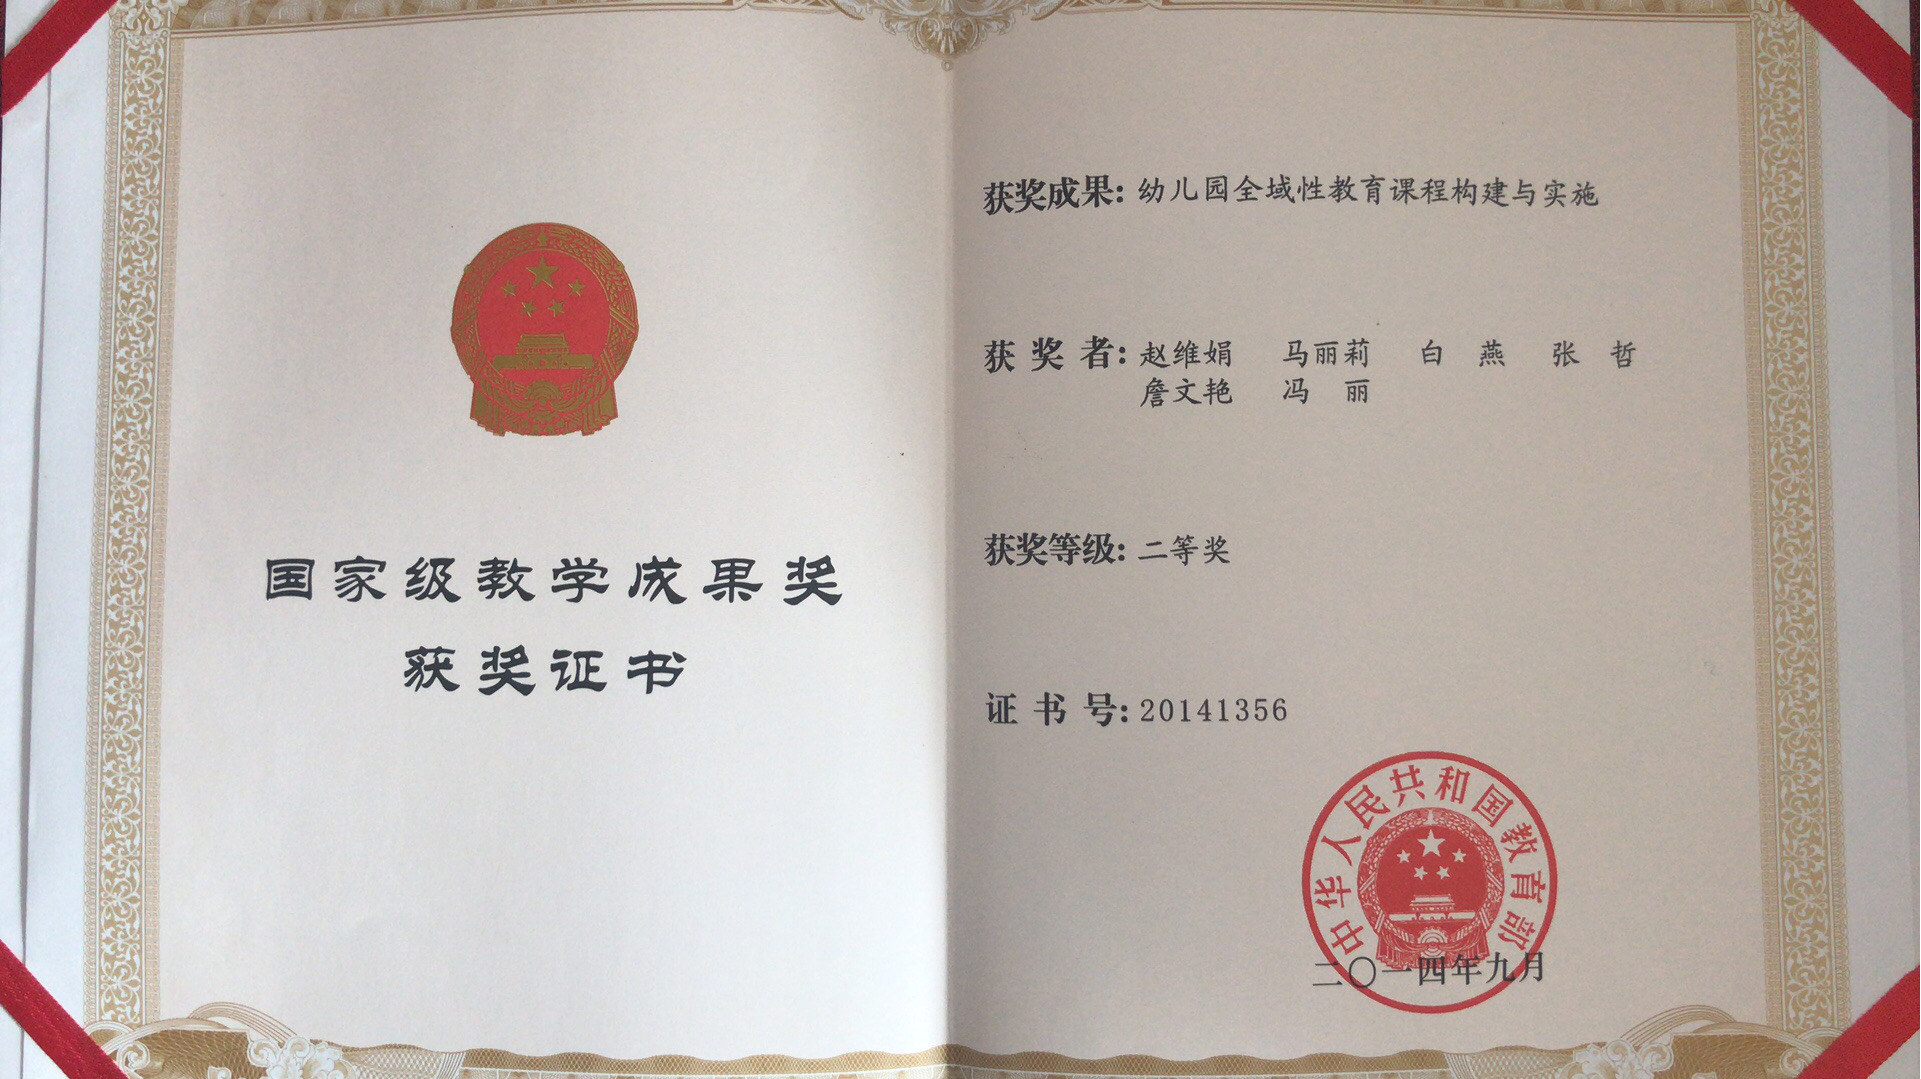 国家级教学成果奖
获奖证书
获奖成果：幼儿园全域性教育课程构建与实施
获奖者：赵维娟 马丽莉 白燕 张哲
詹文艳 冯丽
获奖等级：二等奖
证书号：20141356
中华人民共和国教育部
二〇一四年九月